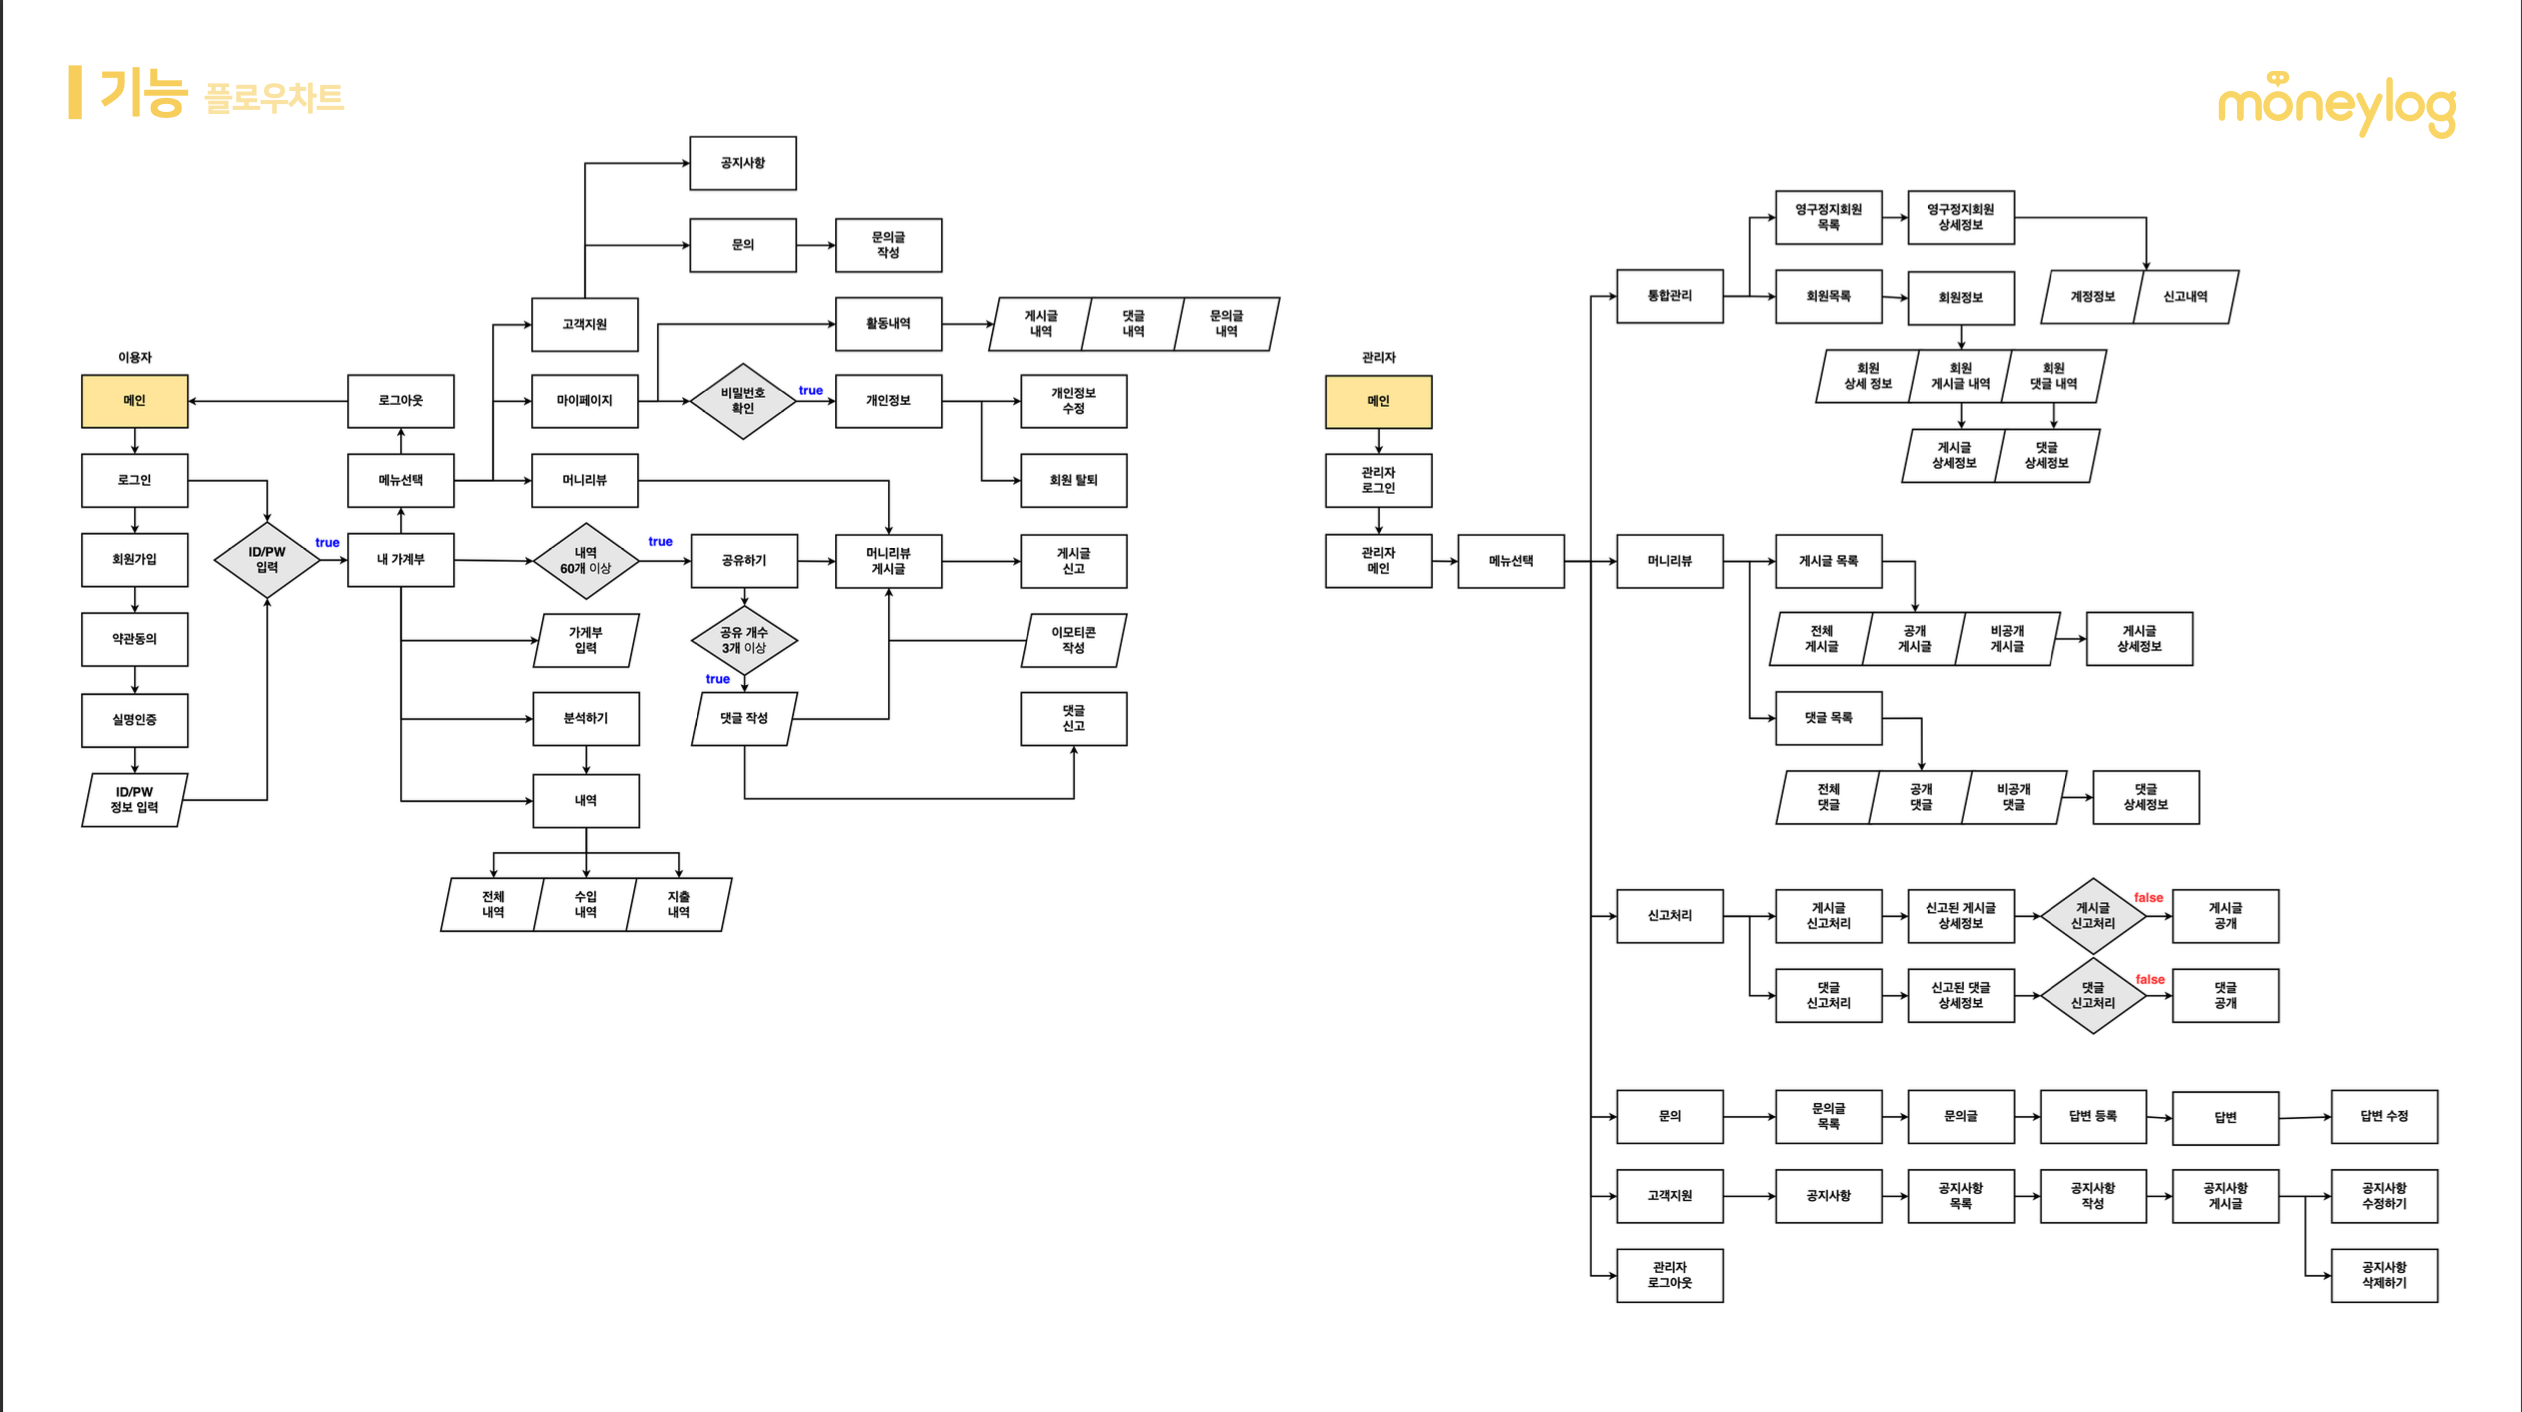 기능 플로우차트
moneylog
이용자
메인
로그인
회원가입
약관동의
실명인증
ID/PW
정보 입력
ID/PW
입력
true
로그아웃
메뉴선택
내 가계부
고객지원
공지사항
문의
문의글
작성
마이페이지
활동내역
게시글
내역
댓글
내역
문의글
내역
비밀번호
확인
true
개인정보
개인정보
수정
회원 탈퇴
머니리뷰
내역
60개 이상
true
공유하기
머니리뷰
게시글
게시글
신고
가게부
입력
공유 개수
3개 이상
true
이모티콘
작성
분석하기
댓글 작성
댓글
신고
내역
전체
내역
수입
내역
지출
내역
관리자
메인
관리자
로그인
관리자
메인
메뉴선택
통합관리
영구정지회원
목록
영구정지회원
상세정보
회원목록
회원정보
계정정보
신고내역
회원
상세 정보
회원
게시글 내역
회원
댓글 내역
게시글
상세정보
댓글
상세정보
머니리뷰
게시글 목록
전체
게시글
공개
게시글
비공개
게시글
게시글
상세정보
댓글 목록
전체
댓글
공개
댓글
비공개
댓글
댓글
상세정보
신고처리
게시글
신고처리
신고된 게시글
상세정보
게시글
신고처리
false
게시글
공개
댓글
신고처리
신고된 댓글
상세정보
댓글
신고처리
false
댓글
공개
문의
문의글
목록
문의글
답변 등록
답변
답변 수정
고객지원
공지사항
공지사항
목록
공지사항
작성
공지사항
게시글
공지사항
수정하기
관리자
로그아웃
공지사항
삭제하기